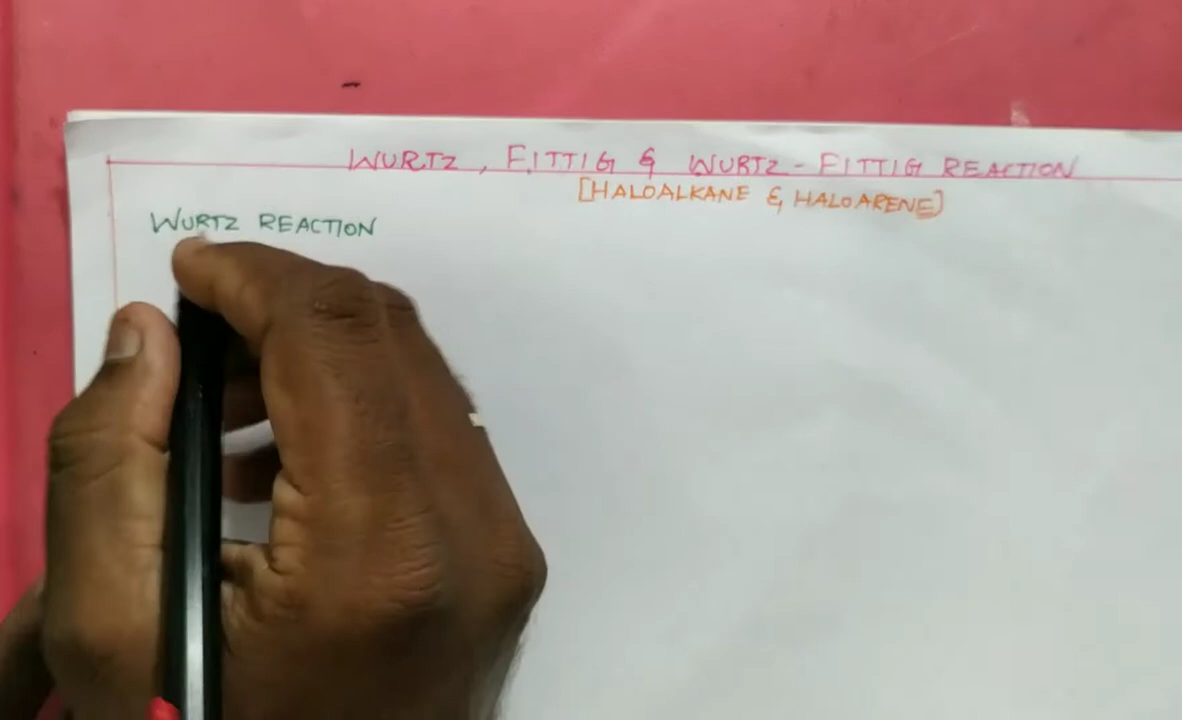 WURTZ, FITTIG & WURTZ - FITTIG REACTION
[HALOALKANE & HALOARENE]
WURTZ REACTION